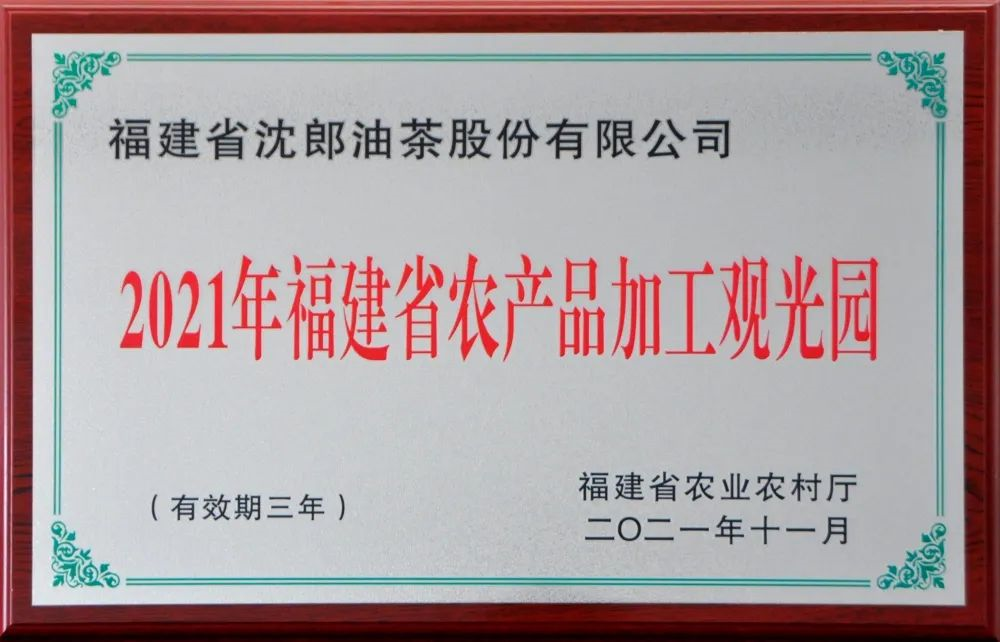 福建省沈郎油茶股份有限公司
2021年福建省农产品加工观光园
（有效期三年）
福建省农业农村厅
二〇二一年十一月